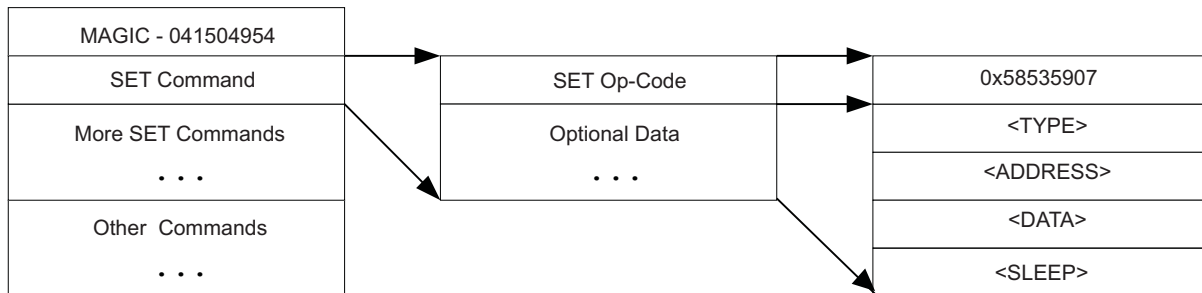 MAGIC - 041504954
SET Command
More SET Commands
. . .
Other Commands
. . .
SET Op-Code
Optional Data
. . .
0x58535907
<TYPE>
<ADDRESS>
<DATA>
<SLEEP>